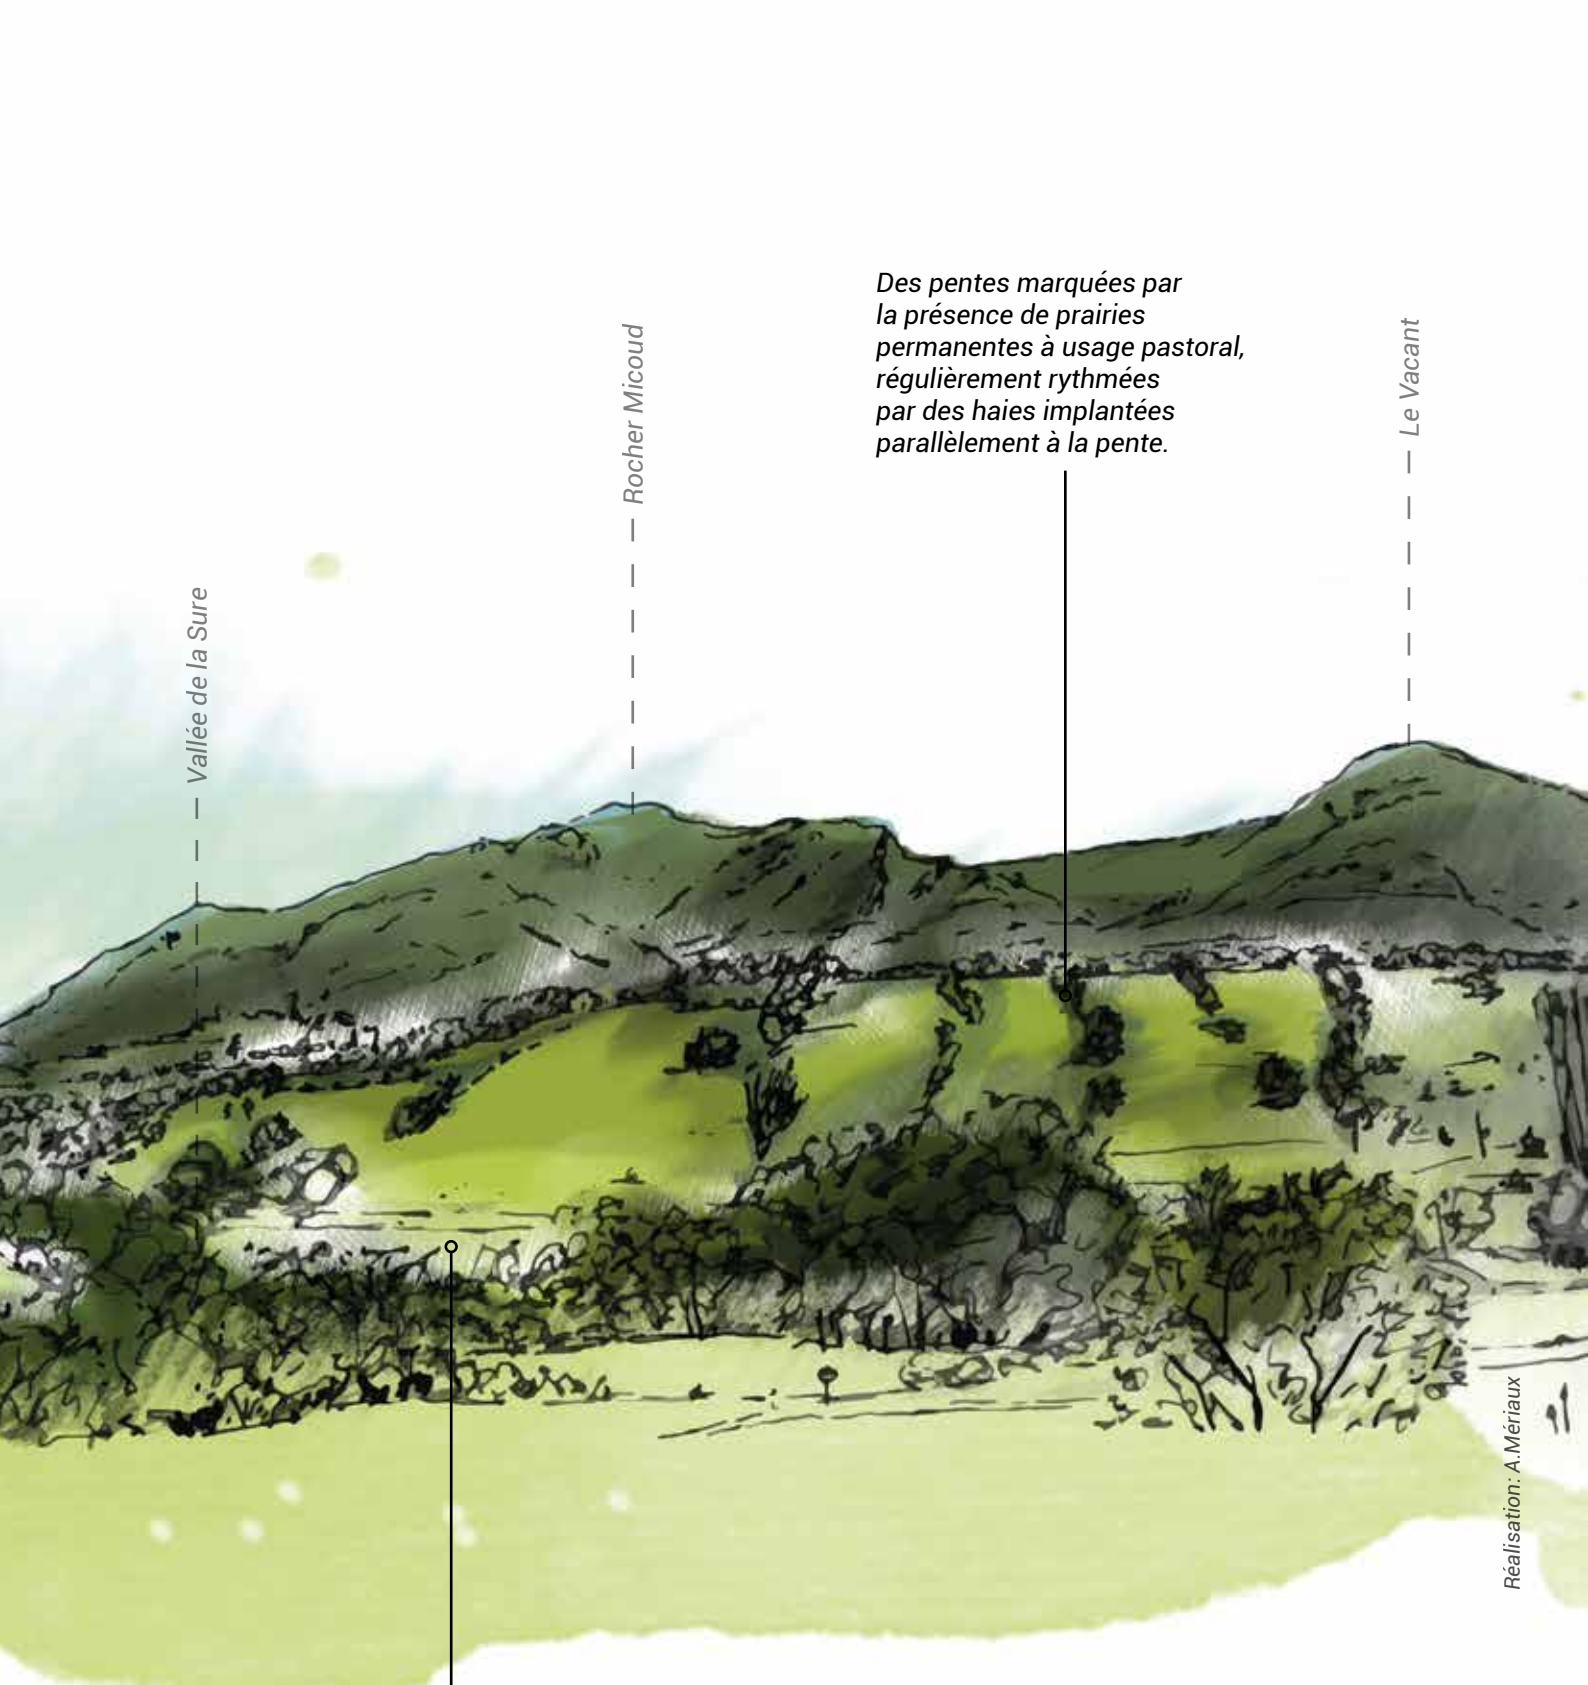 Des pentes marquées par
la présence de prairies
permanentes à usage pastoral,
régulièrement rythmées
par des haies implantées
parallèlement à la pente.
Vallée de la Sure
Rocher Micoud
Le Vacant
Réalisation: A.Mériaux